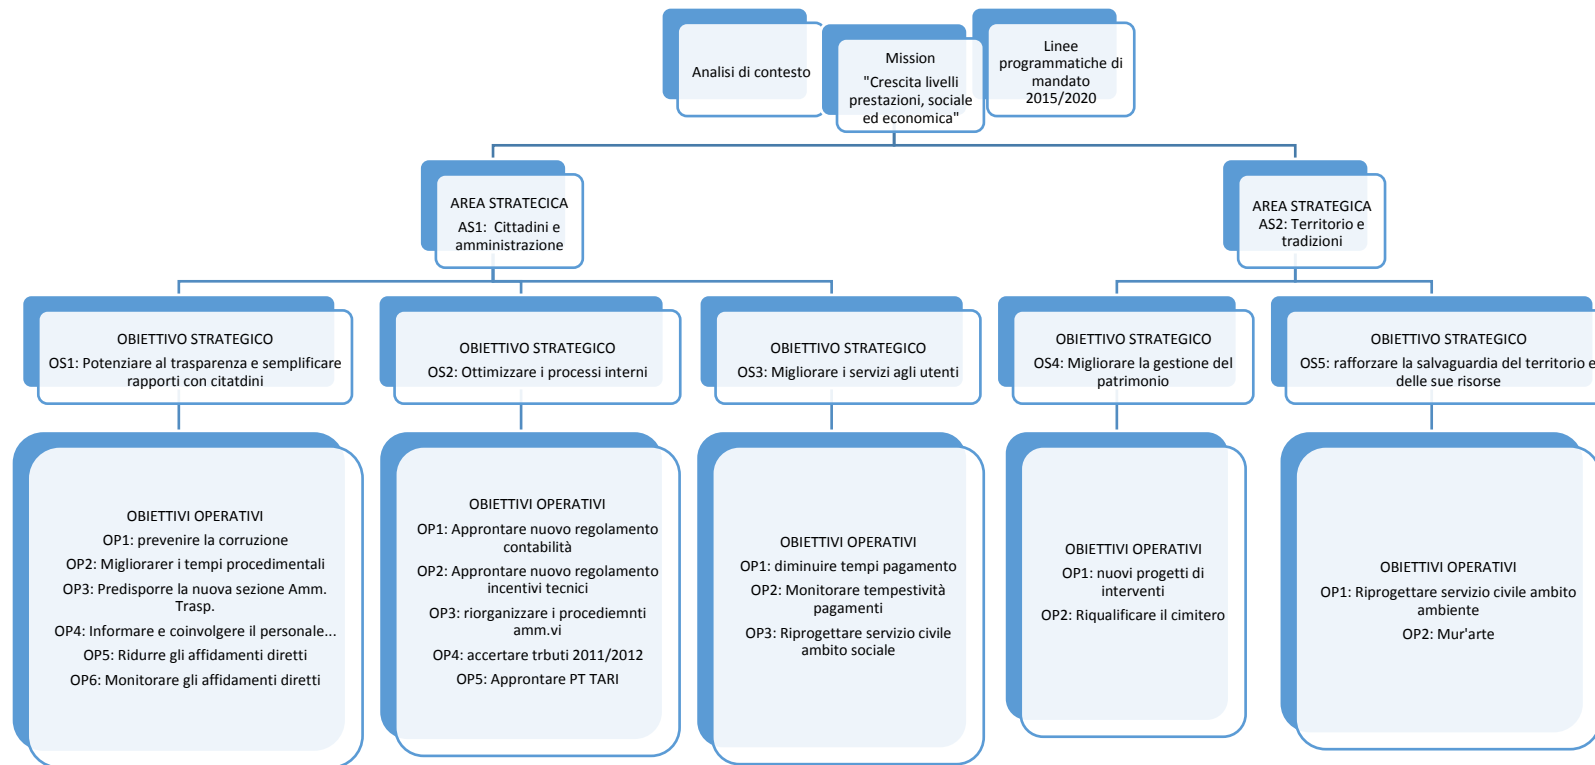 Analisi di contesto
Mission
"Crescita livelli
prestazioni, sociale
ed economica"
Linee
programmatiche di
mandato
2015/2020
AREA STRATECICA
AS1:  Cittadini e
amministrazione
AREA STRATEGICA
AS2: Territorio e
tradizioni
OBIETTIVO STRATEGICO
OS1: Potenziare al trasparenza e semplificare
rapporti con citatdini
OBIETTIVO STRATEGICO
OS2: Ottimizzare i processi interni
OBIETTIVO STRATEGICO
OS3: Migliorare i servizi agli utenti
OBIETTIVO STRATEGICO
OS4: Migliorare la gestione del
patrimonio
OBIETTIVO STRATEGICO
OS5: rafforzare la salvaguardia del territorio e
delle sue risorse
OBIETTIVI OPERATIVI
OP1: prevenire la corruzione
OP2: Migliorarer i tempi procedimentali
OP3: Predisporre la nuova sezione Amm.
Trasp.
OP4: Informare e coinvolgere il personale...
OP5: Ridurre gli affidamenti diretti
OP6: Monitorare gli affidamenti diretti
OBIETTIVI OPERATIVI
OP1: Approntare nuovo regolamento
contabilità
OP2: Approntare nuovo regolamento
incentivi tecnici
OP3: riorganizzare i procediemnti
amm.vi
OP4: accertare trbuti 2011/2012
OP5: Approntare PT TARI
OBIETTIVI OPERATIVI
OP1: diminuire tempi pagamento
OP2: Monitorare tempestività
pagamenti
OP3: Riprogettare servizio civile
ambito sociale
OBIETTIVI OPERATIVI
OP1: nuovi progetti di
interventi
OP2: Riqualificare il cimitero
OBIETTIVI OPERATIVI
OP1: Riprogettare servizio civile ambito
ambiente
OP2: Mur'arte